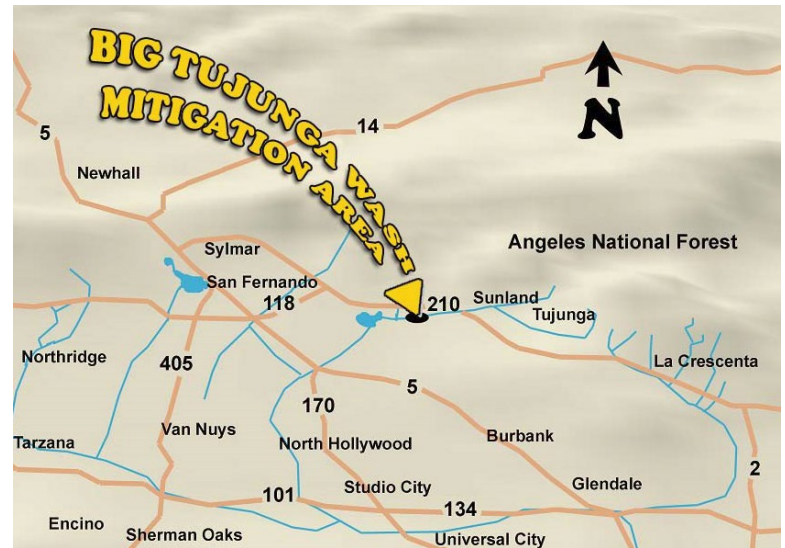 BIG TUJUNGA WASH
MITIGATION AREA
N
14
5
Newhall
Sylmar
Angeles National Forest
San Fernando
118
210
Sunland
Tujunga
Northridge
405
La Crescenta
5
170
Van Nuys
Burbank
Tarzana
North Hollywood
2
Studio City
Glendale
101
134
Encino
Sherman Oaks
Universal City